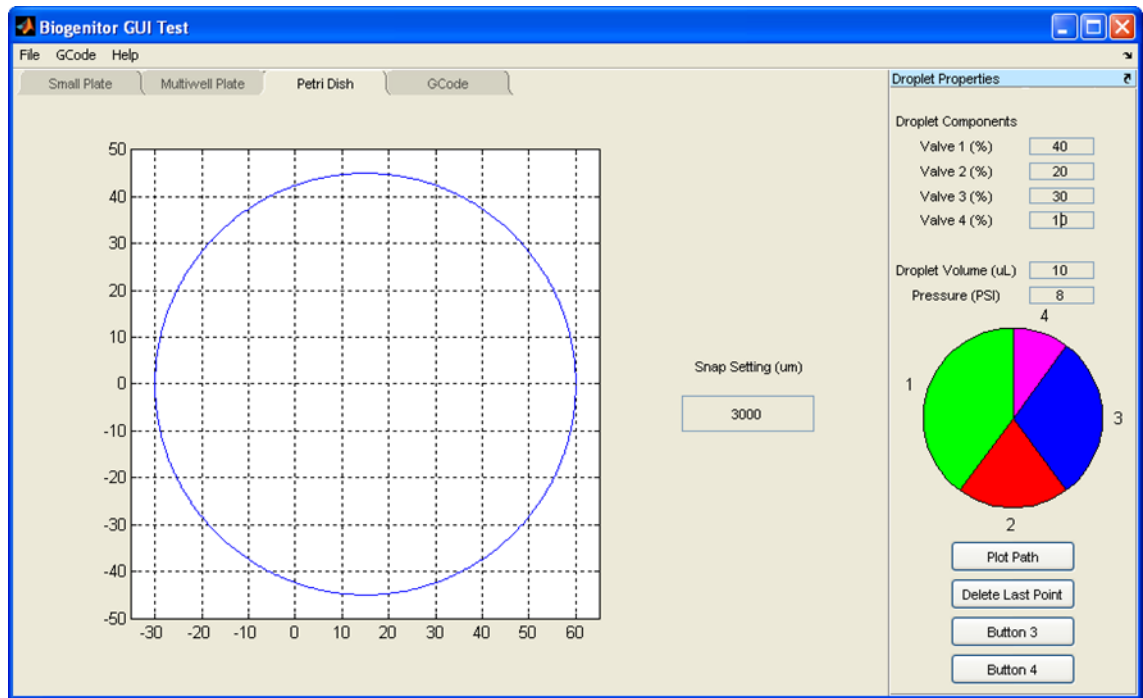 Biogenitor GUI Test
File GCode Help
Small Plate Multiwell Plate Petri Dish GCode
50
40
30
20
10
0
-10
-20
-30
-40
-50
-30 -20 -10 0 10 20 30 40 50 60
Snap Setting (um)
3000
Droplet Properties
Droplet Components
Valve 1 (%) 40
Valve 2 (%) 20
Valve 3 (%) 30
Valve 4 (%) 10
Droplet Volume (uL) 10
Pressure (PSI) 8
4
1
3
2
Plot Path
Delete Last Point
Button 3
Button 4